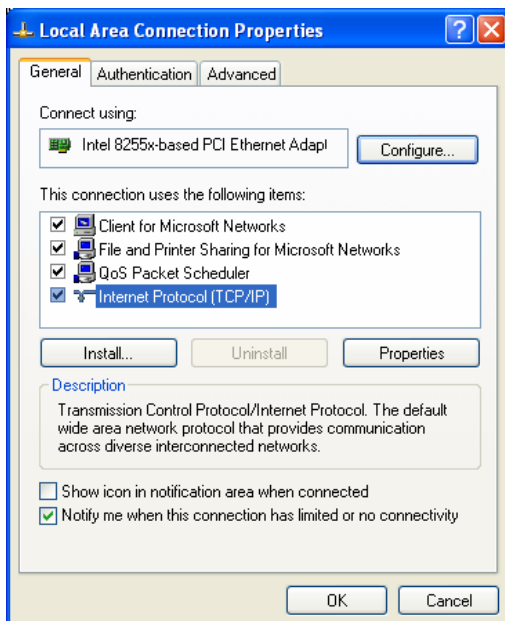 Local Area Connection Properties
General Authentication Advanced
Connect using:
Intel 8255x-based PCI Ethernet Adapt
Configure...
This connection uses the following items:
Client for Microsoft Networks
File and Printer Sharing for Microsoft Networks
QoS Packet Scheduler
Internet Protocol (TCP/IP)
Install... Uninstall Properties
Description
Transmission Control Protocol/Internet Protocol. The default
wide area network protocol that provides communication
across diverse interconnected networks.
Show icon in notification area when connected
Notify me when this connection has limited or no connectivity
OK Cancel